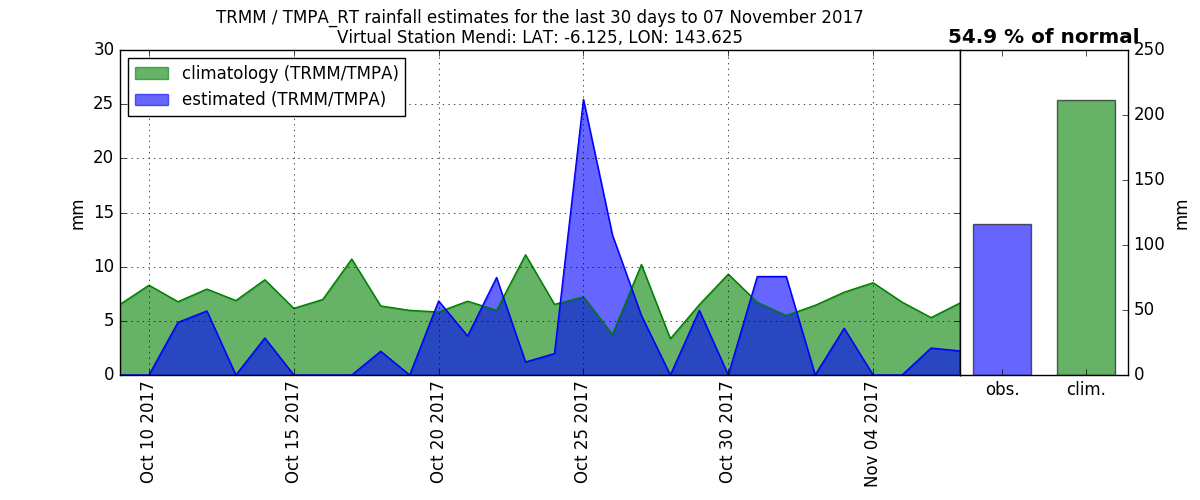 TRMM / TMPA_RT rainfall estimates for the last 30 days to 07 November 2017
Virtual Station Mendi: LAT: -6.125, LON: 143.625
54.9 % of normal
climatology (TRMM/TMPA)
estimated (TRMM/TMPA)
mm
30
25
20
15
10
5
0
Oct 10 2017
Oct 15 2017
Oct 20 2017
Oct 25 2017
Oct 30 2017
Nov 04 2017
obs.
clim.
250
200
150
100
50
0
mm